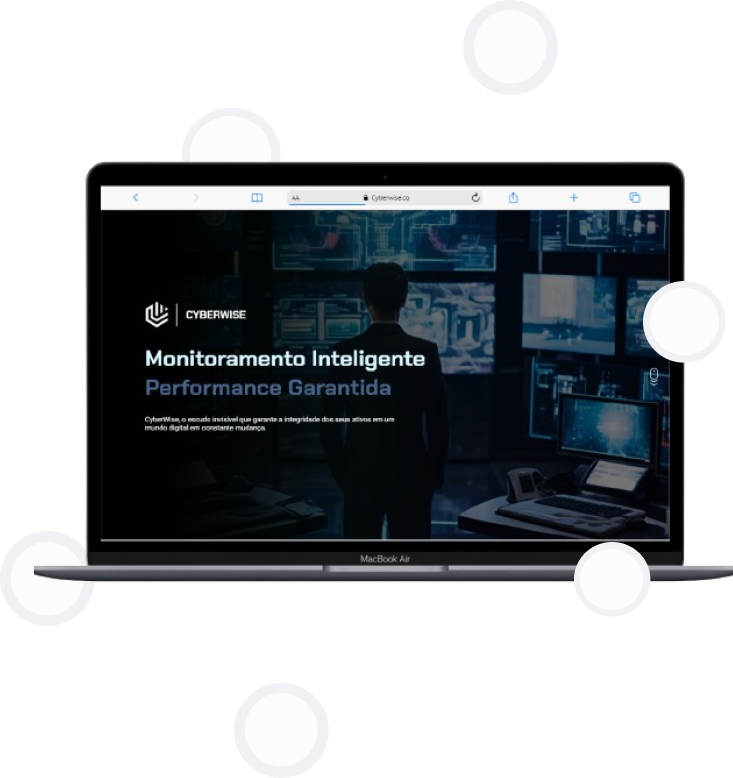 AA Cyberwise.co
CYBERWISE
Monitoramento Inteligente
Performance Garantida
CyberWise, o escudo invisível que garante a integridade dos seus ativos em um
mundo digital em constante mudança.
MacBook Air